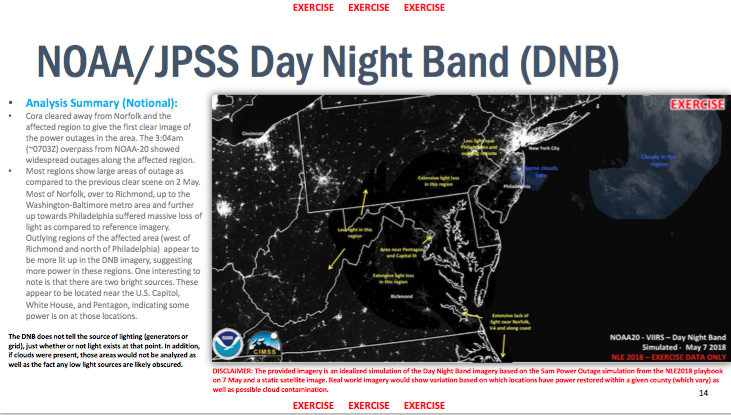 EXERCISE EXERCISE EXERCISE
NOAA/JPSS Day Night Band (DNB)
• Analysis Summary (Notional):
• Cora cleared away from Norfolk and the
affected region to give the first clear image of
the power outages in the area. The 3:04am
(~0703Z) overpass from NOAA-20 showed
widespread outages along the affected region.
• Most regions show large areas of outage as
compared to the previous clear scene on 2 May.
Most of Norfolk, over to Richmond, up to the
Washington-Baltimore metro area and further
up towards Philadelphia suffered massive loss of
light as compared to reference imagery.
Outlying regions of the affected area (west of
Richmond and north of Philadelphia) appear to
be more lit up in the DNB imagery, suggesting
more power in these regions. One interesting to
note is that there are two bright sources. These
appear to be located near the U.S. Capitol,
White House, and Pentagon, indicating some
power is on at those locations.
The DNB does not tell the source of lighting (generators or
grid), just whether or not light exists at that point. In addition,
if clouds were present, those areas would not be analyzed as
well as the fact any low light sources are likely obscured.
EXERCISE
Cincinnati
Less light near
Philadelphia and
outlying regions
New York City
Clouds in this
region
Some clouds
here
Extensive light loss
in this region
Philadelphia
Less light in this
region
Area near Pentagon
and Capitol lit
Extensive light loss
in this region
Richmond
Extensive lack of
light near Norfolk,
VA and along coast
NOAA
CIMSS
NOAA20 - VIIRS – Day Night Band
Simulated - May 7 2018
NLE 2018 – EXERCISE DATA ONLY
DISCLAIMER: The provided imagery is an idealized simulation of the Day Night Band imagery based on the Sam Power Outage simulation from the NLE2018 playbook
on 7 May and a static satellite image. Real world imagery would show variation based on which locations have power restored within a given county (which vary) as
well as possible cloud contamination.
14
EXERCISE EXERCISE EXERCISE